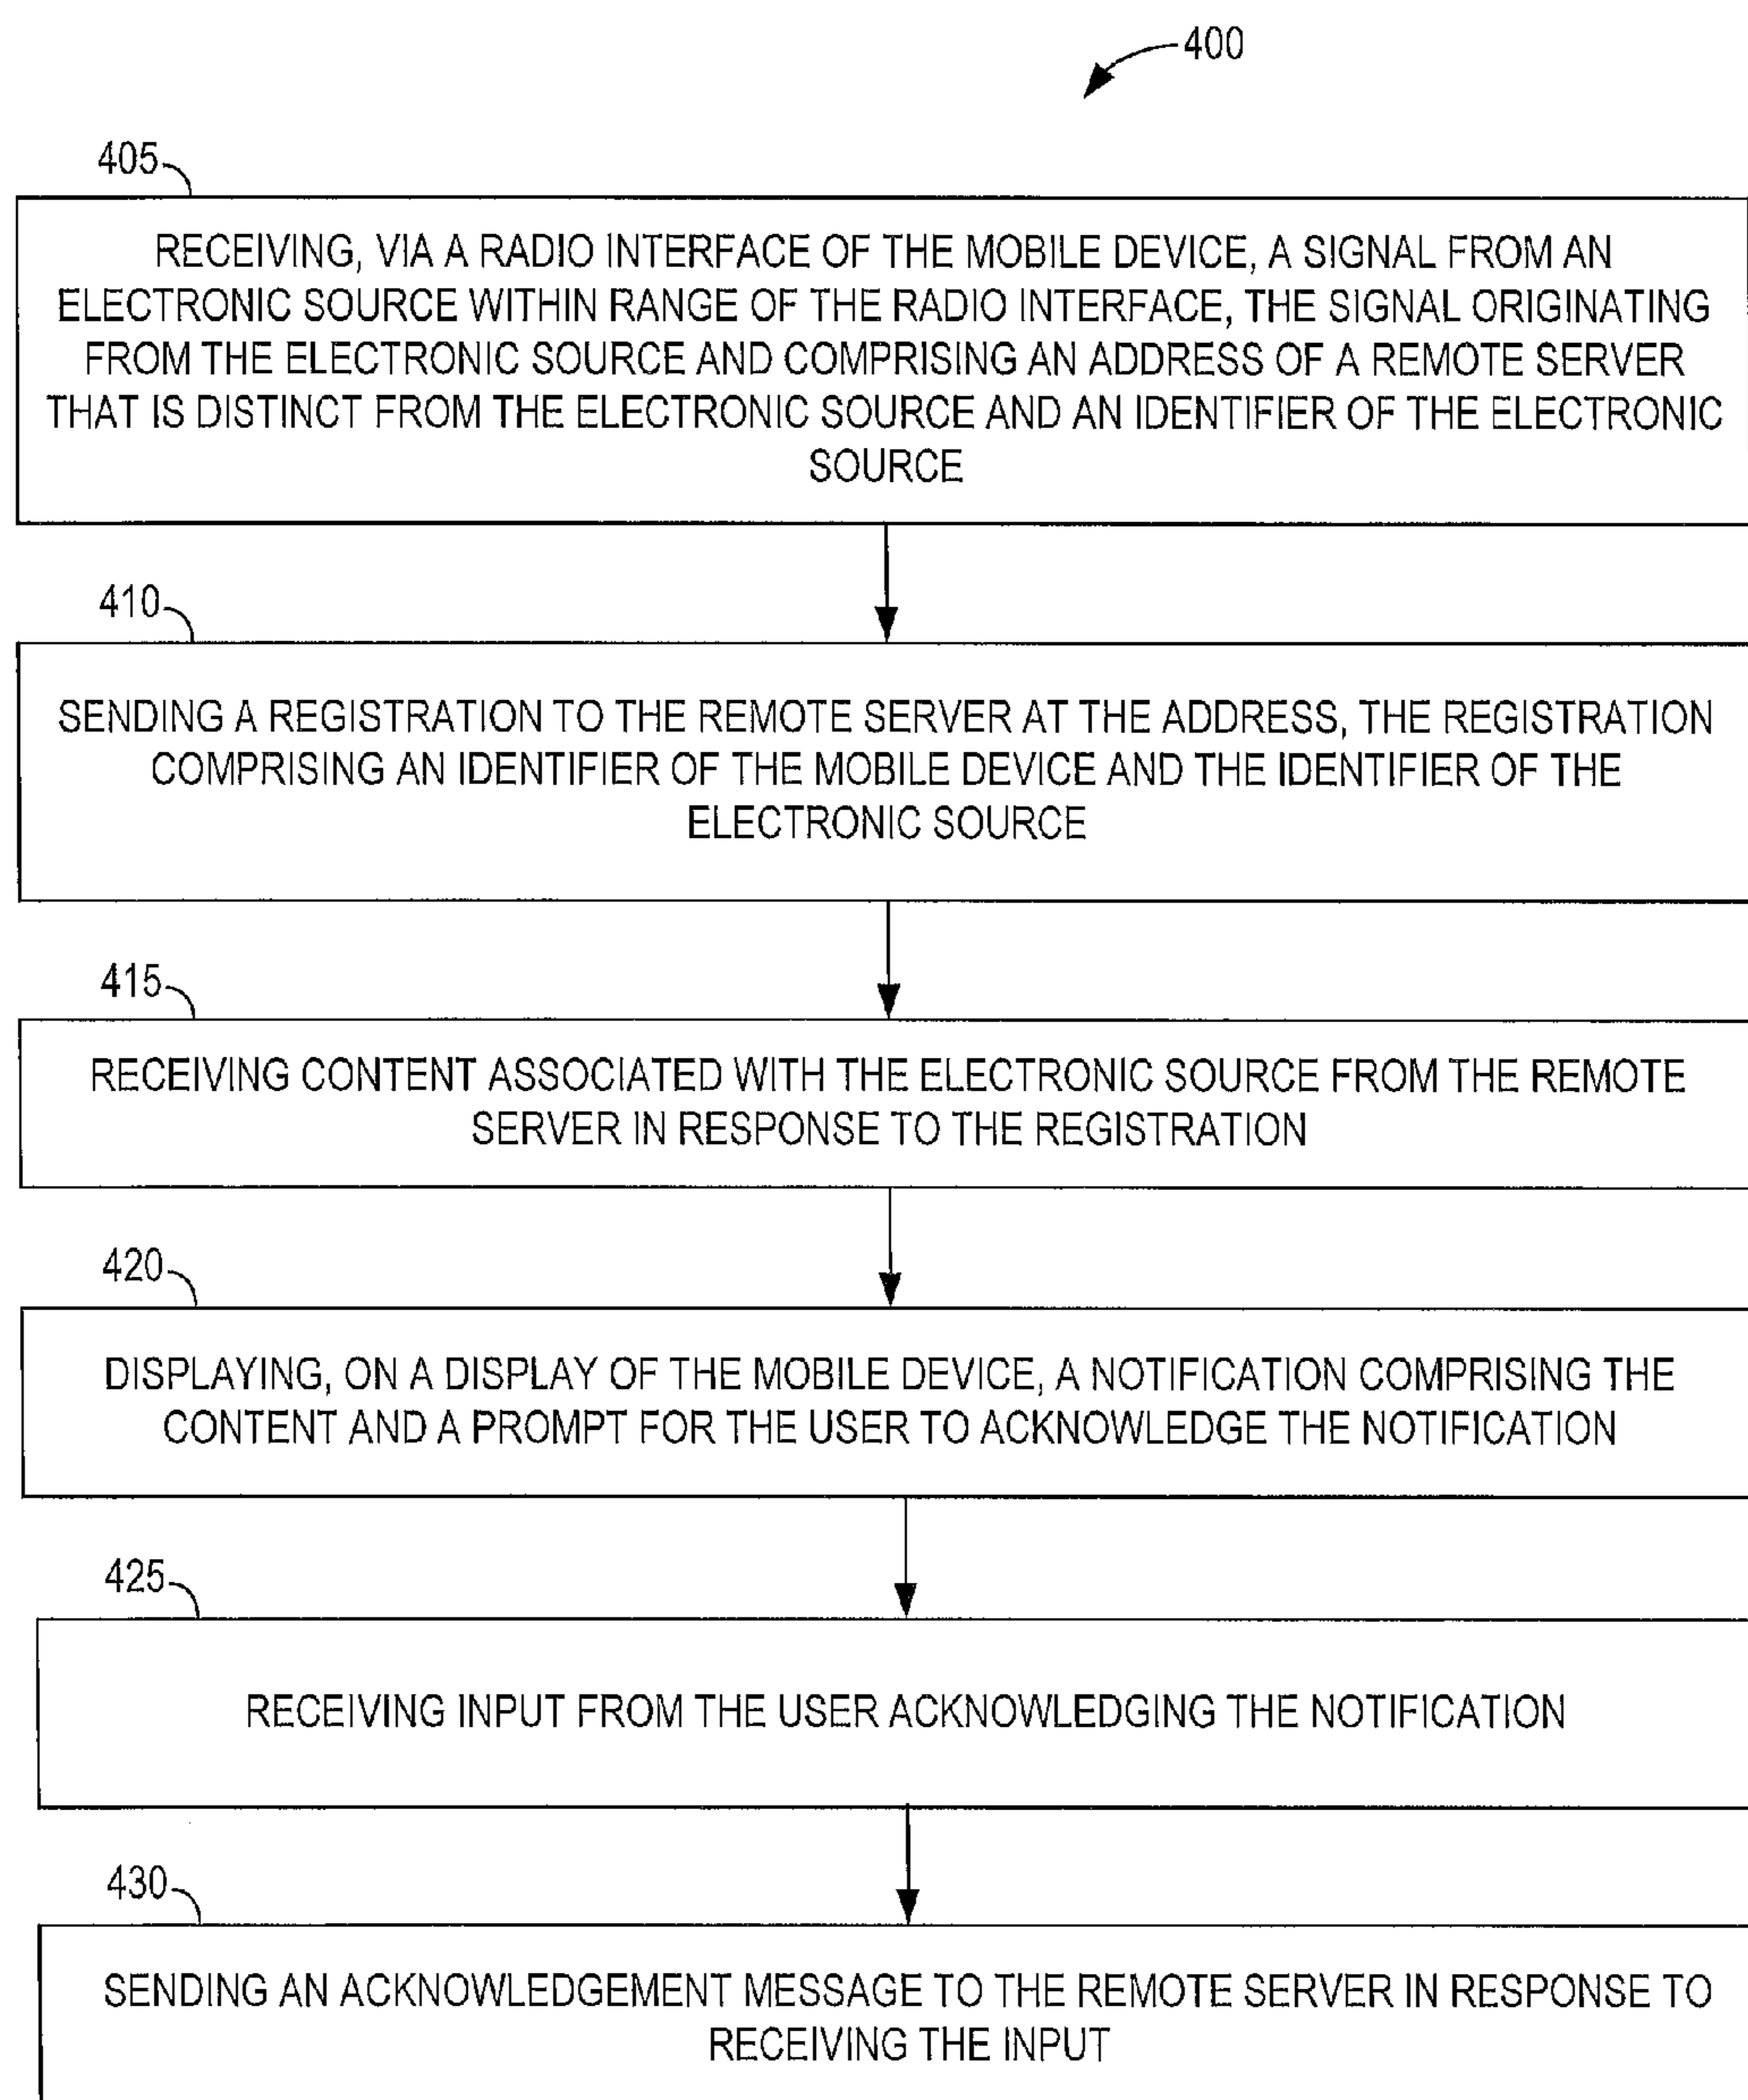 400
405
RECEIVING, VIA A RADIO INTERFACE OF THE MOBILE DEVICE, A SIGNAL FROM AN
ELECTRONIC SOURCE WITHIN RANGE OF THE RADIO INTERFACE, THE SIGNAL ORIGINATING
FROM THE ELECTRONIC SOURCE AND COMPRISING AN ADDRESS OF A REMOTE SERVER
THAT IS DISTINCT FROM THE ELECTRONIC SOURCE AND AN IDENTIFIER OF THE ELECTRONIC
SOURCE
410
SENDING A REGISTRATION TO THE REMOTE SERVER AT THE ADDRESS, THE REGISTRATION
COMPRISING AN IDENTIFIER OF THE MOBILE DEVICE AND THE IDENTIFIER OF THE
ELECTRONIC SOURCE
415
RECEIVING CONTENT ASSOCIATED WITH THE ELECTRONIC SOURCE FROM THE REMOTE
SERVER IN RESPONSE TO THE REGISTRATION
420
DISPLAYING, ON A DISPLAY OF THE MOBILE DEVICE, A NOTIFICATION COMPRISING THE
CONTENT AND A PROMPT FOR THE USER TO ACKNOWLEDGE THE NOTIFICATION
425
RECEIVING INPUT FROM THE USER ACKNOWLEDGING THE NOTIFICATION
430
SENDING AN ACKNOWLEDGEMENT MESSAGE TO THE REMOTE SERVER IN RESPONSE TO
RECEIVING THE INPUT